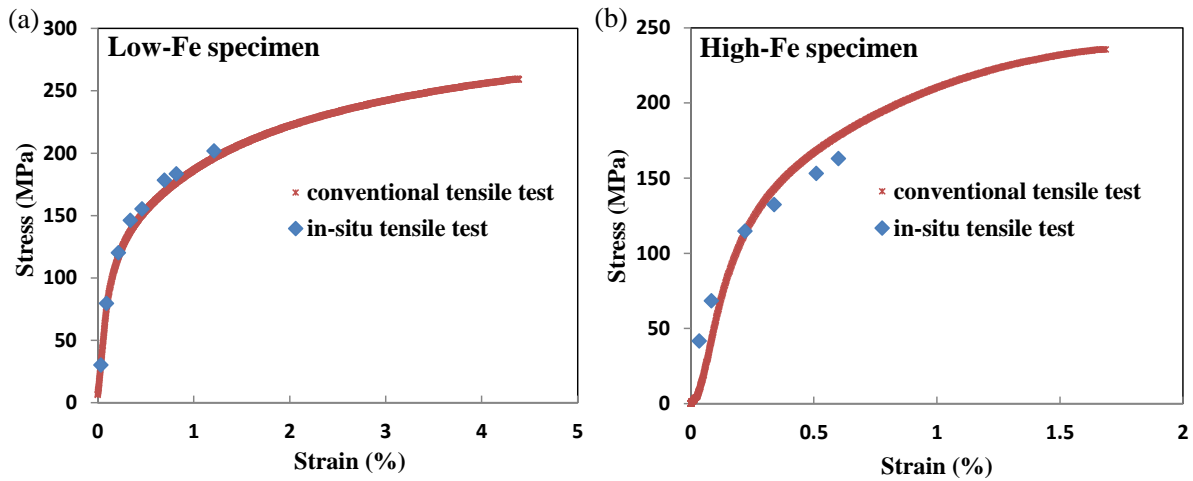 (a)
Low-Fe specimen
300
250
200
150
100
50
0
Stress (MPa)
conventional tensile test
in-situ tensile test
0 1 2 3 4 5
Strain (%)
(b)
High-Fe specimen
250
200
150
100
50
0
Stress (MPa)
conventional tensile test
in-situ tensile test
0 0.5 1 1.5 2
Strain (%)